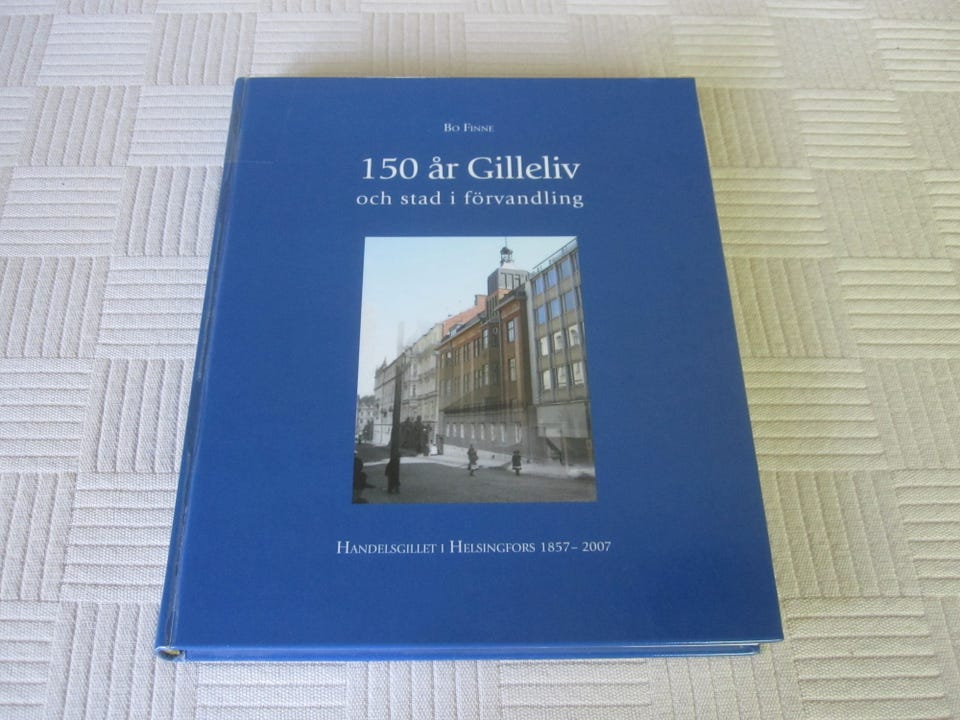 Bo Finne
150 år Gilleliv
och stad i förvandling
Handelsgillet i Helsingfors 1857– 2007